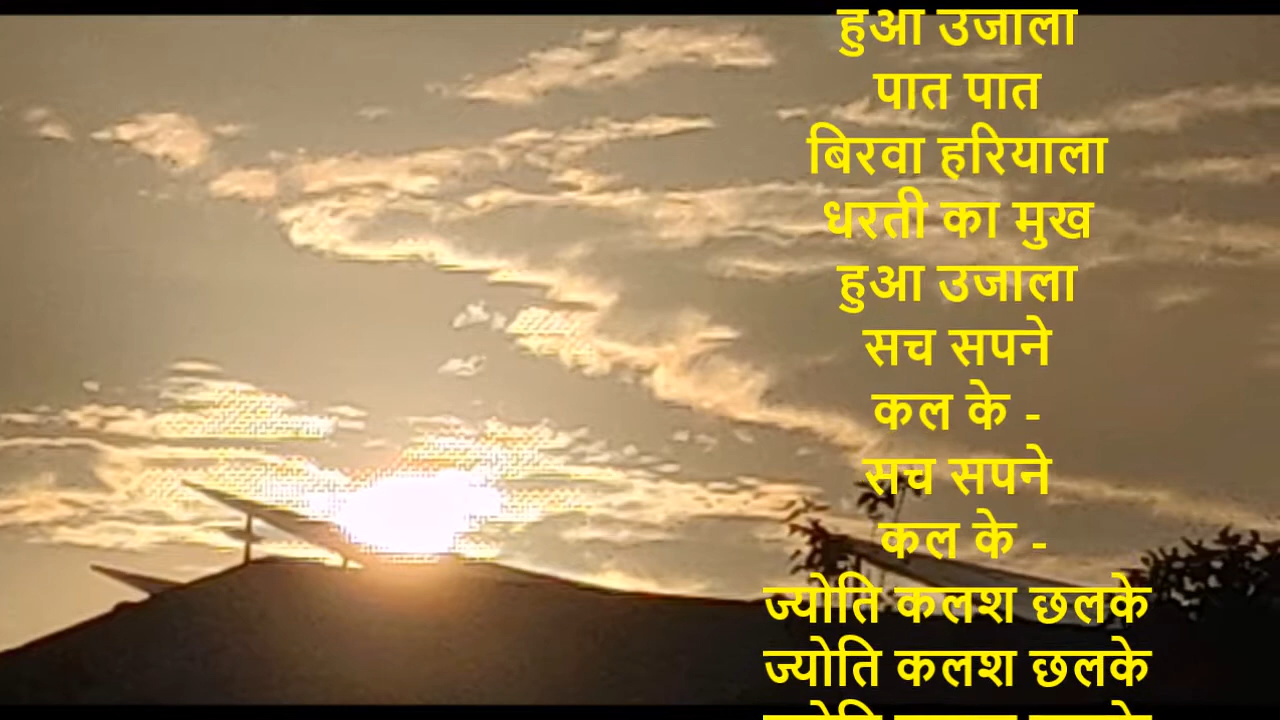 हुआ उजाला
पात पात
बिरवा हरियाला
धरती का मुख
हुआ उजाला
सच सपने
कल के -
सच सपने
कल के -
ज्योति कलश छलके
ज्योति कलश छलके